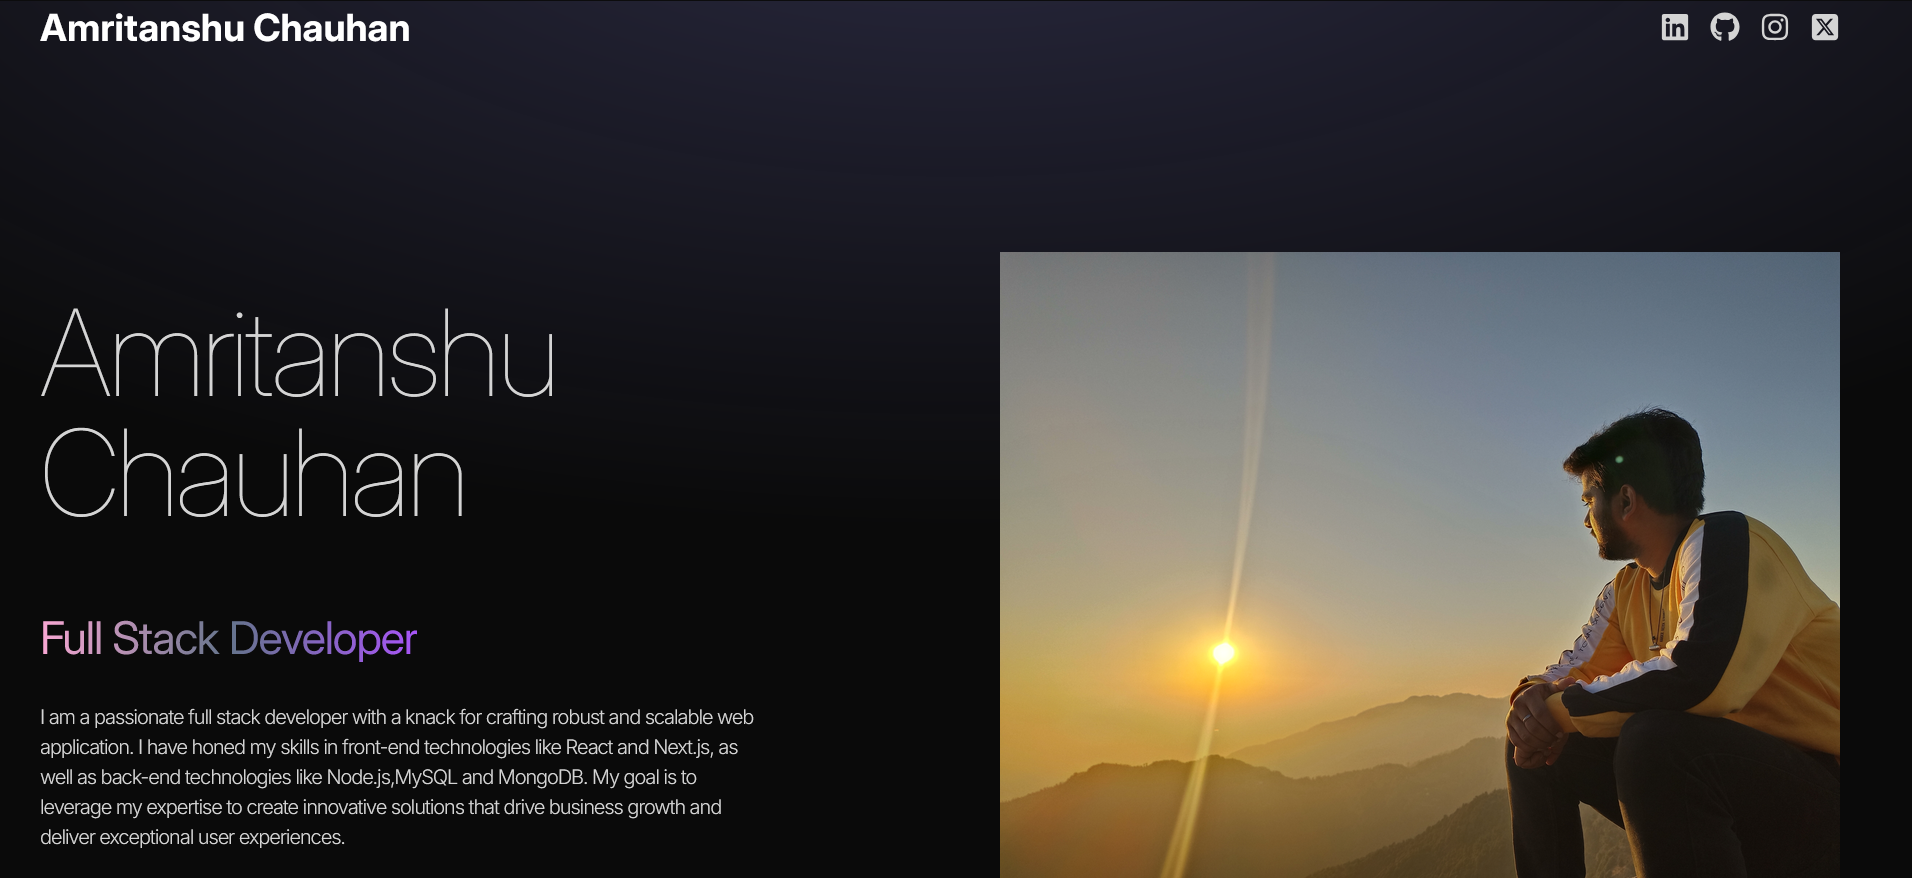 Amritanshu Chauhan
Amritanshu
Chauhan
Full Stack Developer
I am a passionate full stack developer with a knack for crafting robust and scalable web
application. I have honed my skills in front-end technologies like React and Next.js, as
well as back-end technologies like Node.js,MySQL and MongoDB. My goal is to
leverage my expertise to create innovative solutions that drive business growth and
deliver exceptional user experiences.